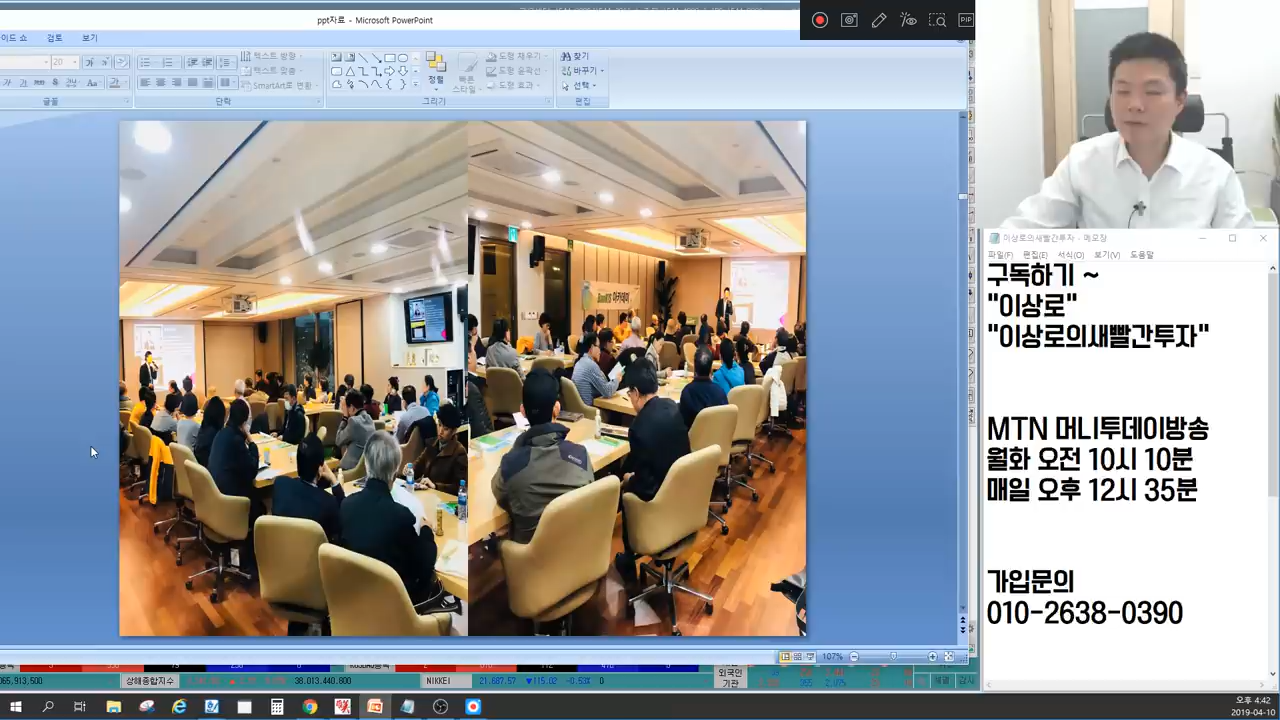 ppt자료 - Microsoft PowerPoint
PIP
이드 쇼 검토 보기
20
텍스트 방향
텍스트 맞춤
SmartArt로 변환
정렬
빠른
스타일
도형 채우기
도형 윤곽선
도형 효과
찾기
바꾸기
선택
글꼴 단락 그리기 편집
이상로의새빨간투자 - 메모장
파일(F) 편집(E) 서식(O) 보기(V) 도움말
구독하기 ~
"이상로"
"이상로의새빨간투자"
MTN 머니투데이방송
월화 오전 10시 10분
매일 오후 12시 35분
가입문의
010-2638-0390
107%
065,913,500 상해종합지수 38,013,440,800 NIKKEI 21,687.57 ▼115.02 -0.53% 0
외국인
기관
오후 4:42
2019-04-10